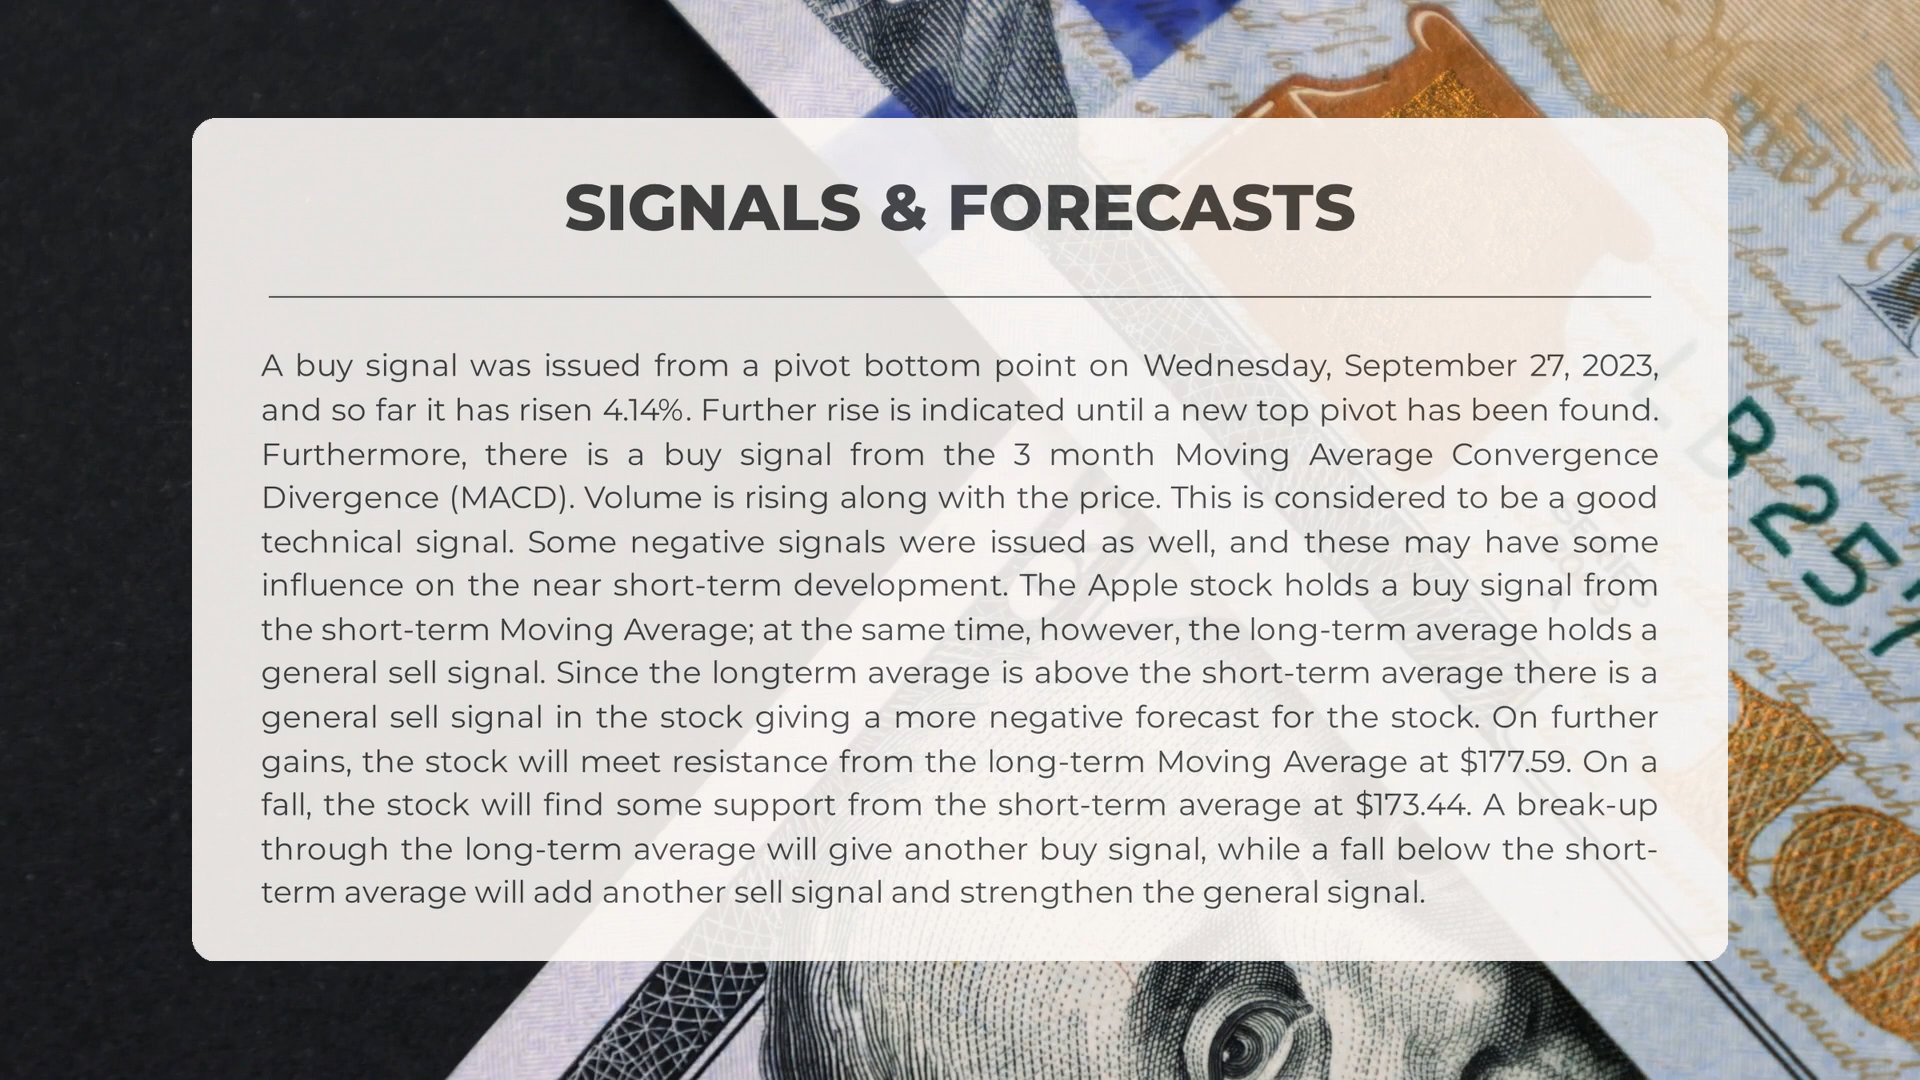 SIGNALS & FORECASTS
A buy signal was issued from a pivot bottom point on Wednesday, September 27, 2023,
and so far it has risen 4.14%. Further rise is indicated until a new top pivot has been found.
Furthermore, there is a buy signal from the 3 month Moving Average Convergence
Divergence (MACD). Volume is rising along with the price. This is considered to be a good
technical signal. Some negative signals were issued as well, and these may have some
influence on the near short-term development. The Apple stock holds a buy signal from
the short-term Moving Average; at the same time, however, the long-term average holds a
general sell signal. Since the longterm average is above the short-term average there is a
general sell signal in the stock giving a more negative forecast for the stock. On further
gains, the stock will meet resistance from the long-term Moving Average at $177.59. On a
fall, the stock will find some support from the short-term average at $173.44. A break-up
through the long-term average will give another buy signal, while a fall below the short-
term average will add another sell signal and strengthen the general signal.